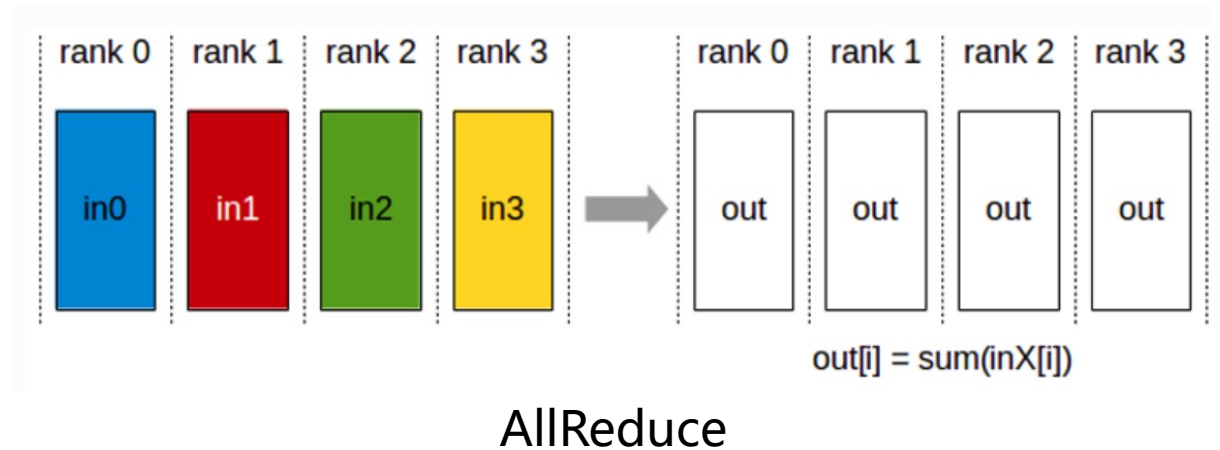 rank 0 rank 1 rank 2 rank 3 rank 0 rank 1 rank 2 rank 3
in0 in1 in2 in3 out out out out
out[i] = sum(inX[i])
AllReduce